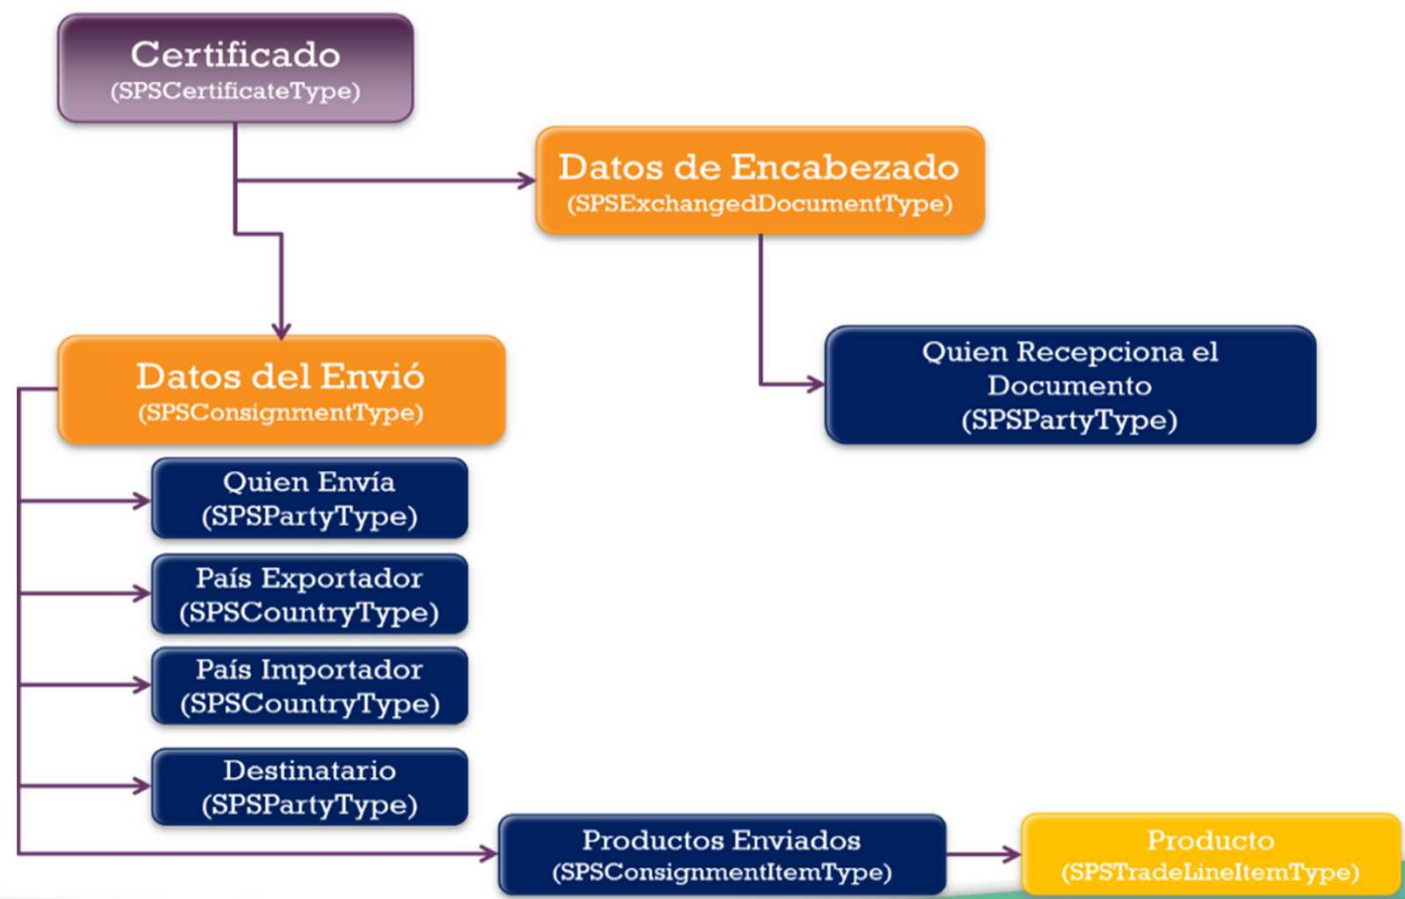 Certificado
(SPSCertificateType)
Datos de Encabezado
(SPSExchangedDocumentType)
Quien Recepciona el
Documento
(SPSPartyType)
Datos del Envió
(SPSConsignmentType)
Quien Envía
(SPSPartyType)
País Exportador
(SPSCountryType)
País Importador
(SPSCountryType)
Destinatario
(SPSPartyType)
Productos Enviados
(SPSConsignmentItemType)
Producto
(SPSTradeLineItemType)